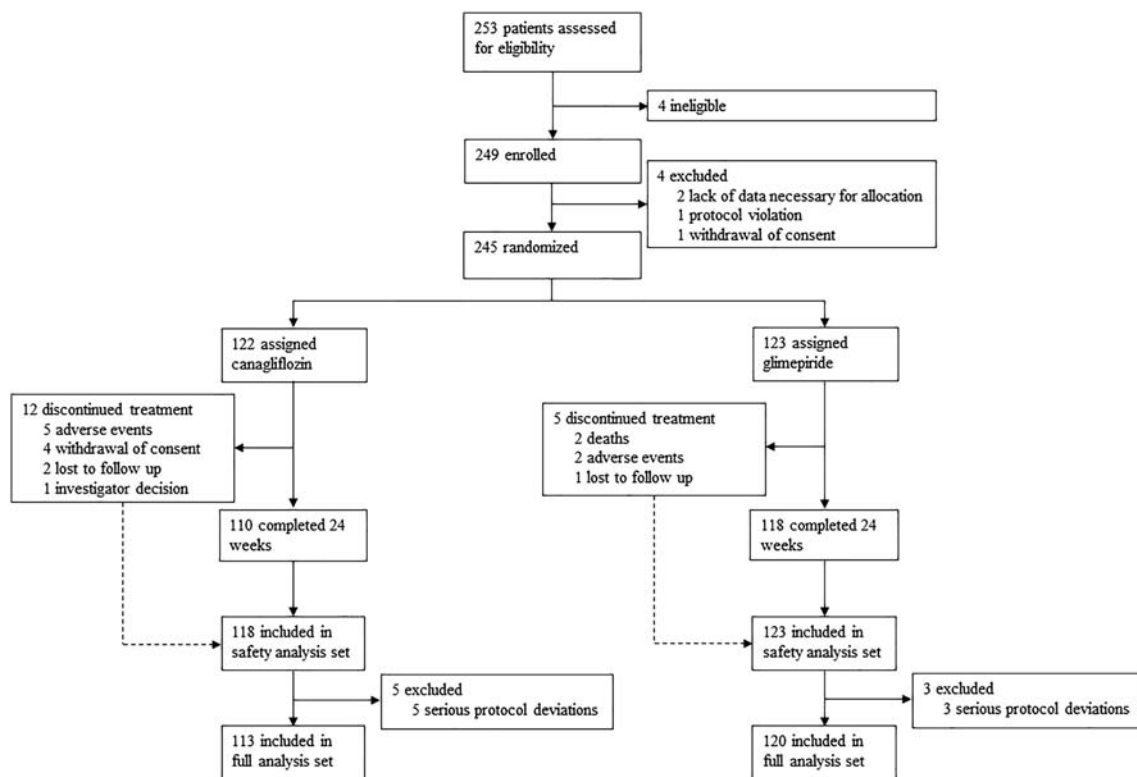 253 patients assessed
for eligibility
4 ineligible
249 enrolled
4 excluded
2 lack of data necessary for allocation
1 protocol violation
1 withdrawal of consent
245 randomized
122 assigned
canagliflozin
123 assigned
glimepiride
12 discontinued treatment
5 adverse events
4 withdrawal of consent
2 lost to follow up
1 investigator decision
5 discontinued treatment
2 deaths
2 adverse events
1 lost to follow up
110 completed 24
weeks
118 completed 24
weeks
118 included in
safety analysis set
123 included in
safety analysis set
5 excluded
5 serious protocol deviations
3 excluded
3 serious protocol deviations
113 included in
full analysis set
120 included in
full analysis set